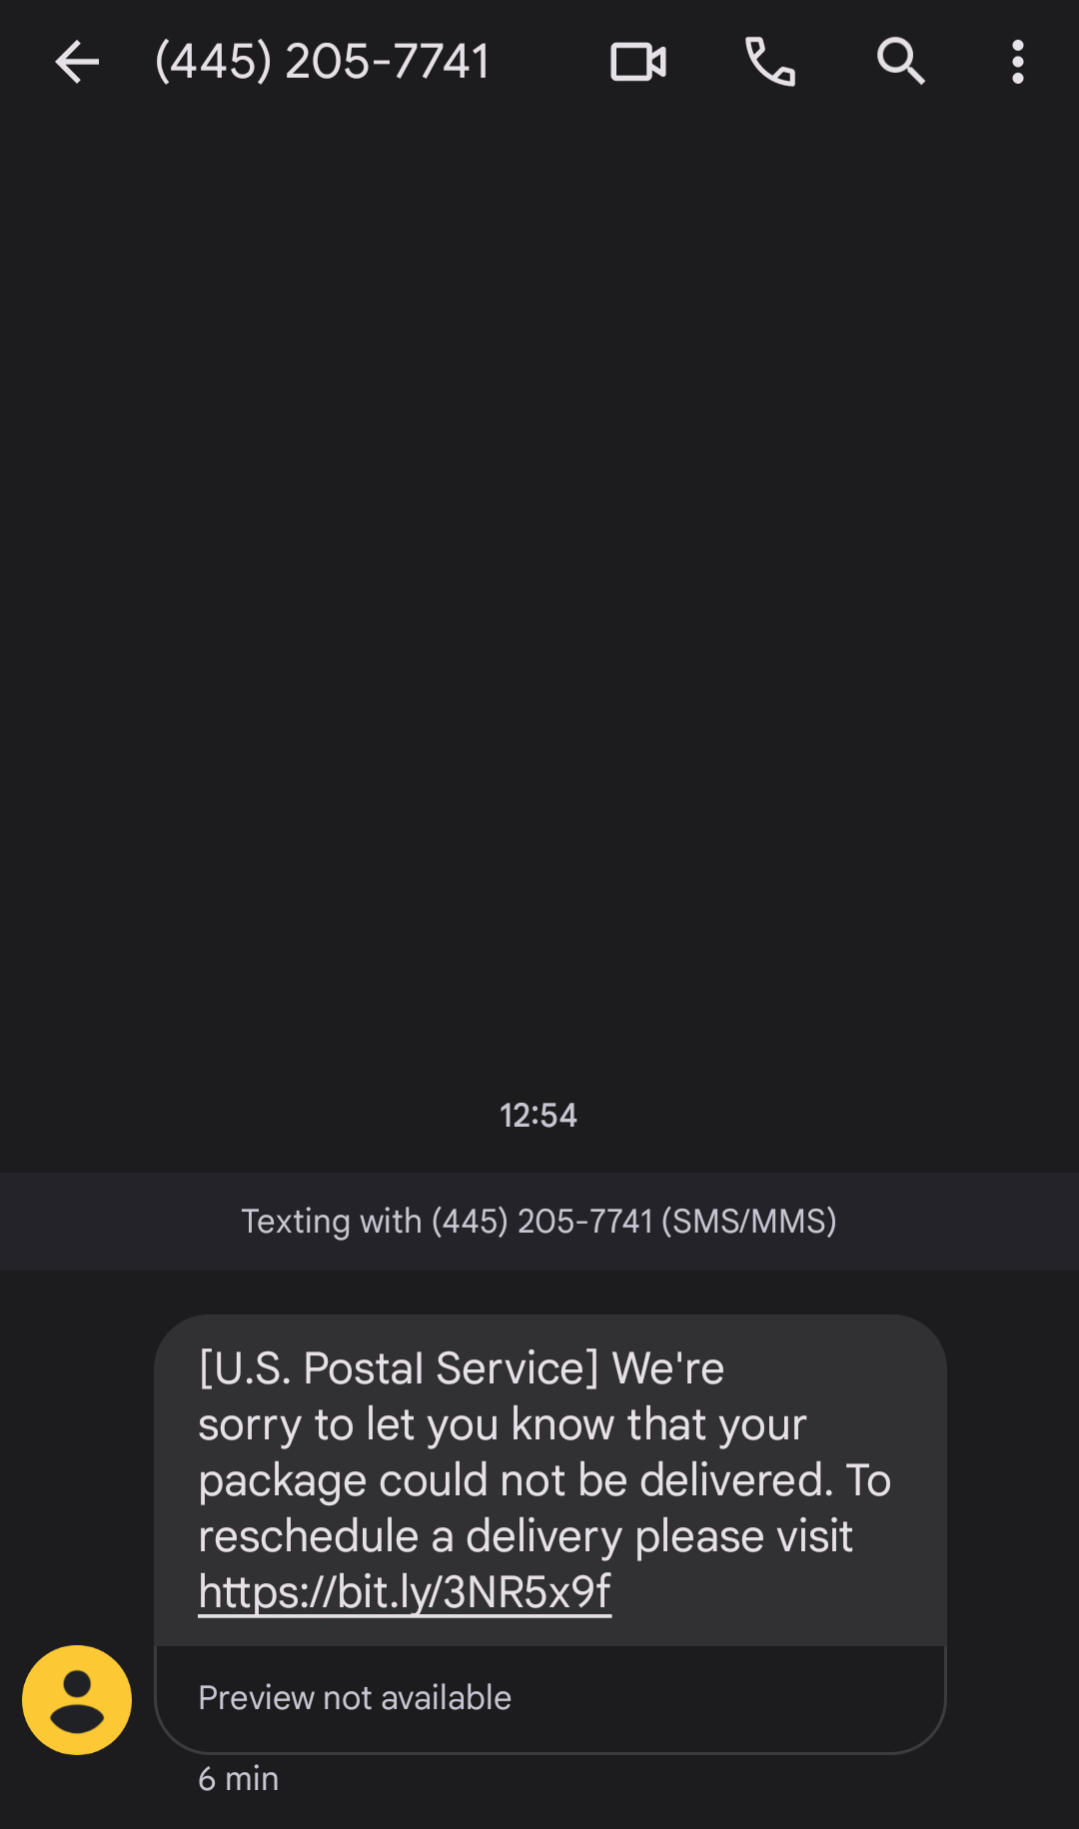 (445) 205-7741
12:54
Texting with (445) 205-7741 (SMS/MMS)
[U.S. Postal Service] We're
sorry to let you know that your
package could not be delivered. To
reschedule a delivery please visit
https://bit.ly/3NR5x9f
Preview not available
6 min